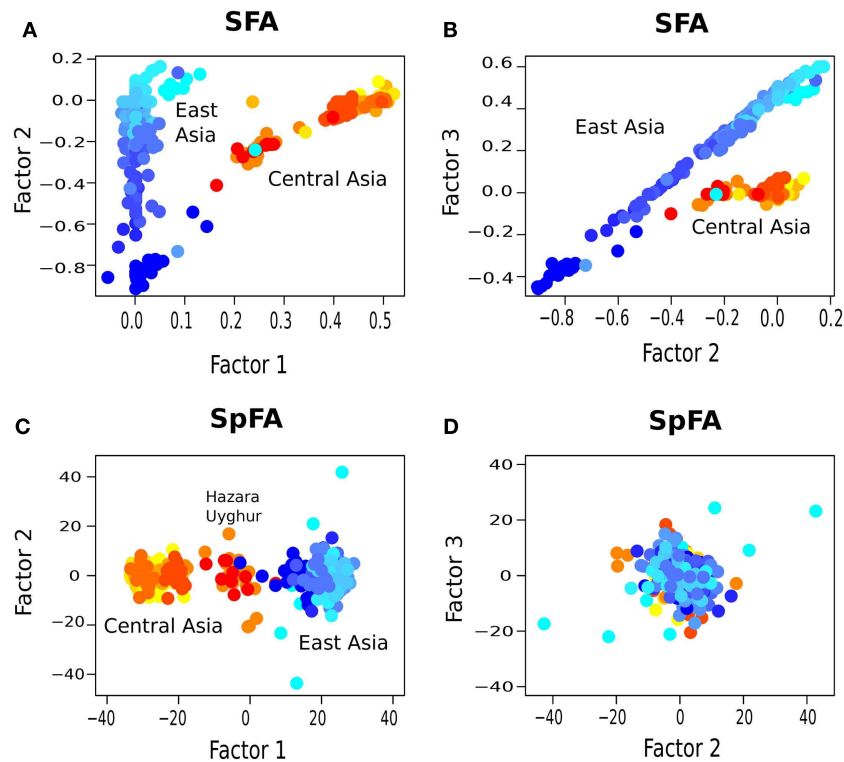 A
SFA
0.2
0.0
−0.2
−0.4
−0.6
−0.8
Factor 2
East
Asia
Central Asia
0.0 0.1 0.2 0.3 0.4 0.5
Factor 1
B
SFA
0.6
0.4
0.2
0.0
−0.2
−0.4
Factor 3
East Asia
Central Asia
−0.8 −0.6 −0.4 −0.2 0.0 0.2
Factor 2
C
SpFA
40
20
0
−20
−40
Factor 2
Hazara
Uyghur
Central Asia
East Asia
−40 −20 0 20 40
Factor 1
D
SpFA
40
20
0
−20
−40
Factor 3
−40 −20 0 20 40
Factor 2